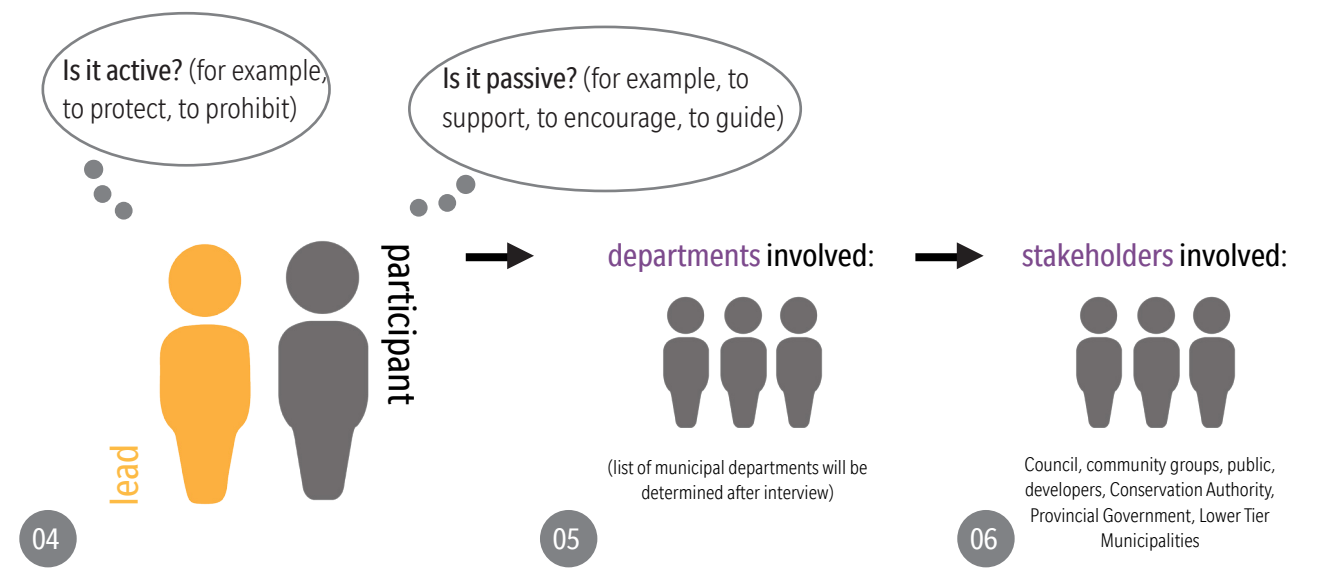 Is it active? (for example,
to protect, to prohibit)
Is it passive? (for example, to
support, to encourage, to guide)
lead
participant
04
departments involved:
(list of municipal departments will be
determined after interview)
05
stakeholders involved:
Council, community groups, public,
developers, Conservation Authority,
Provincial Government, Lower Tier
Municipalities
06